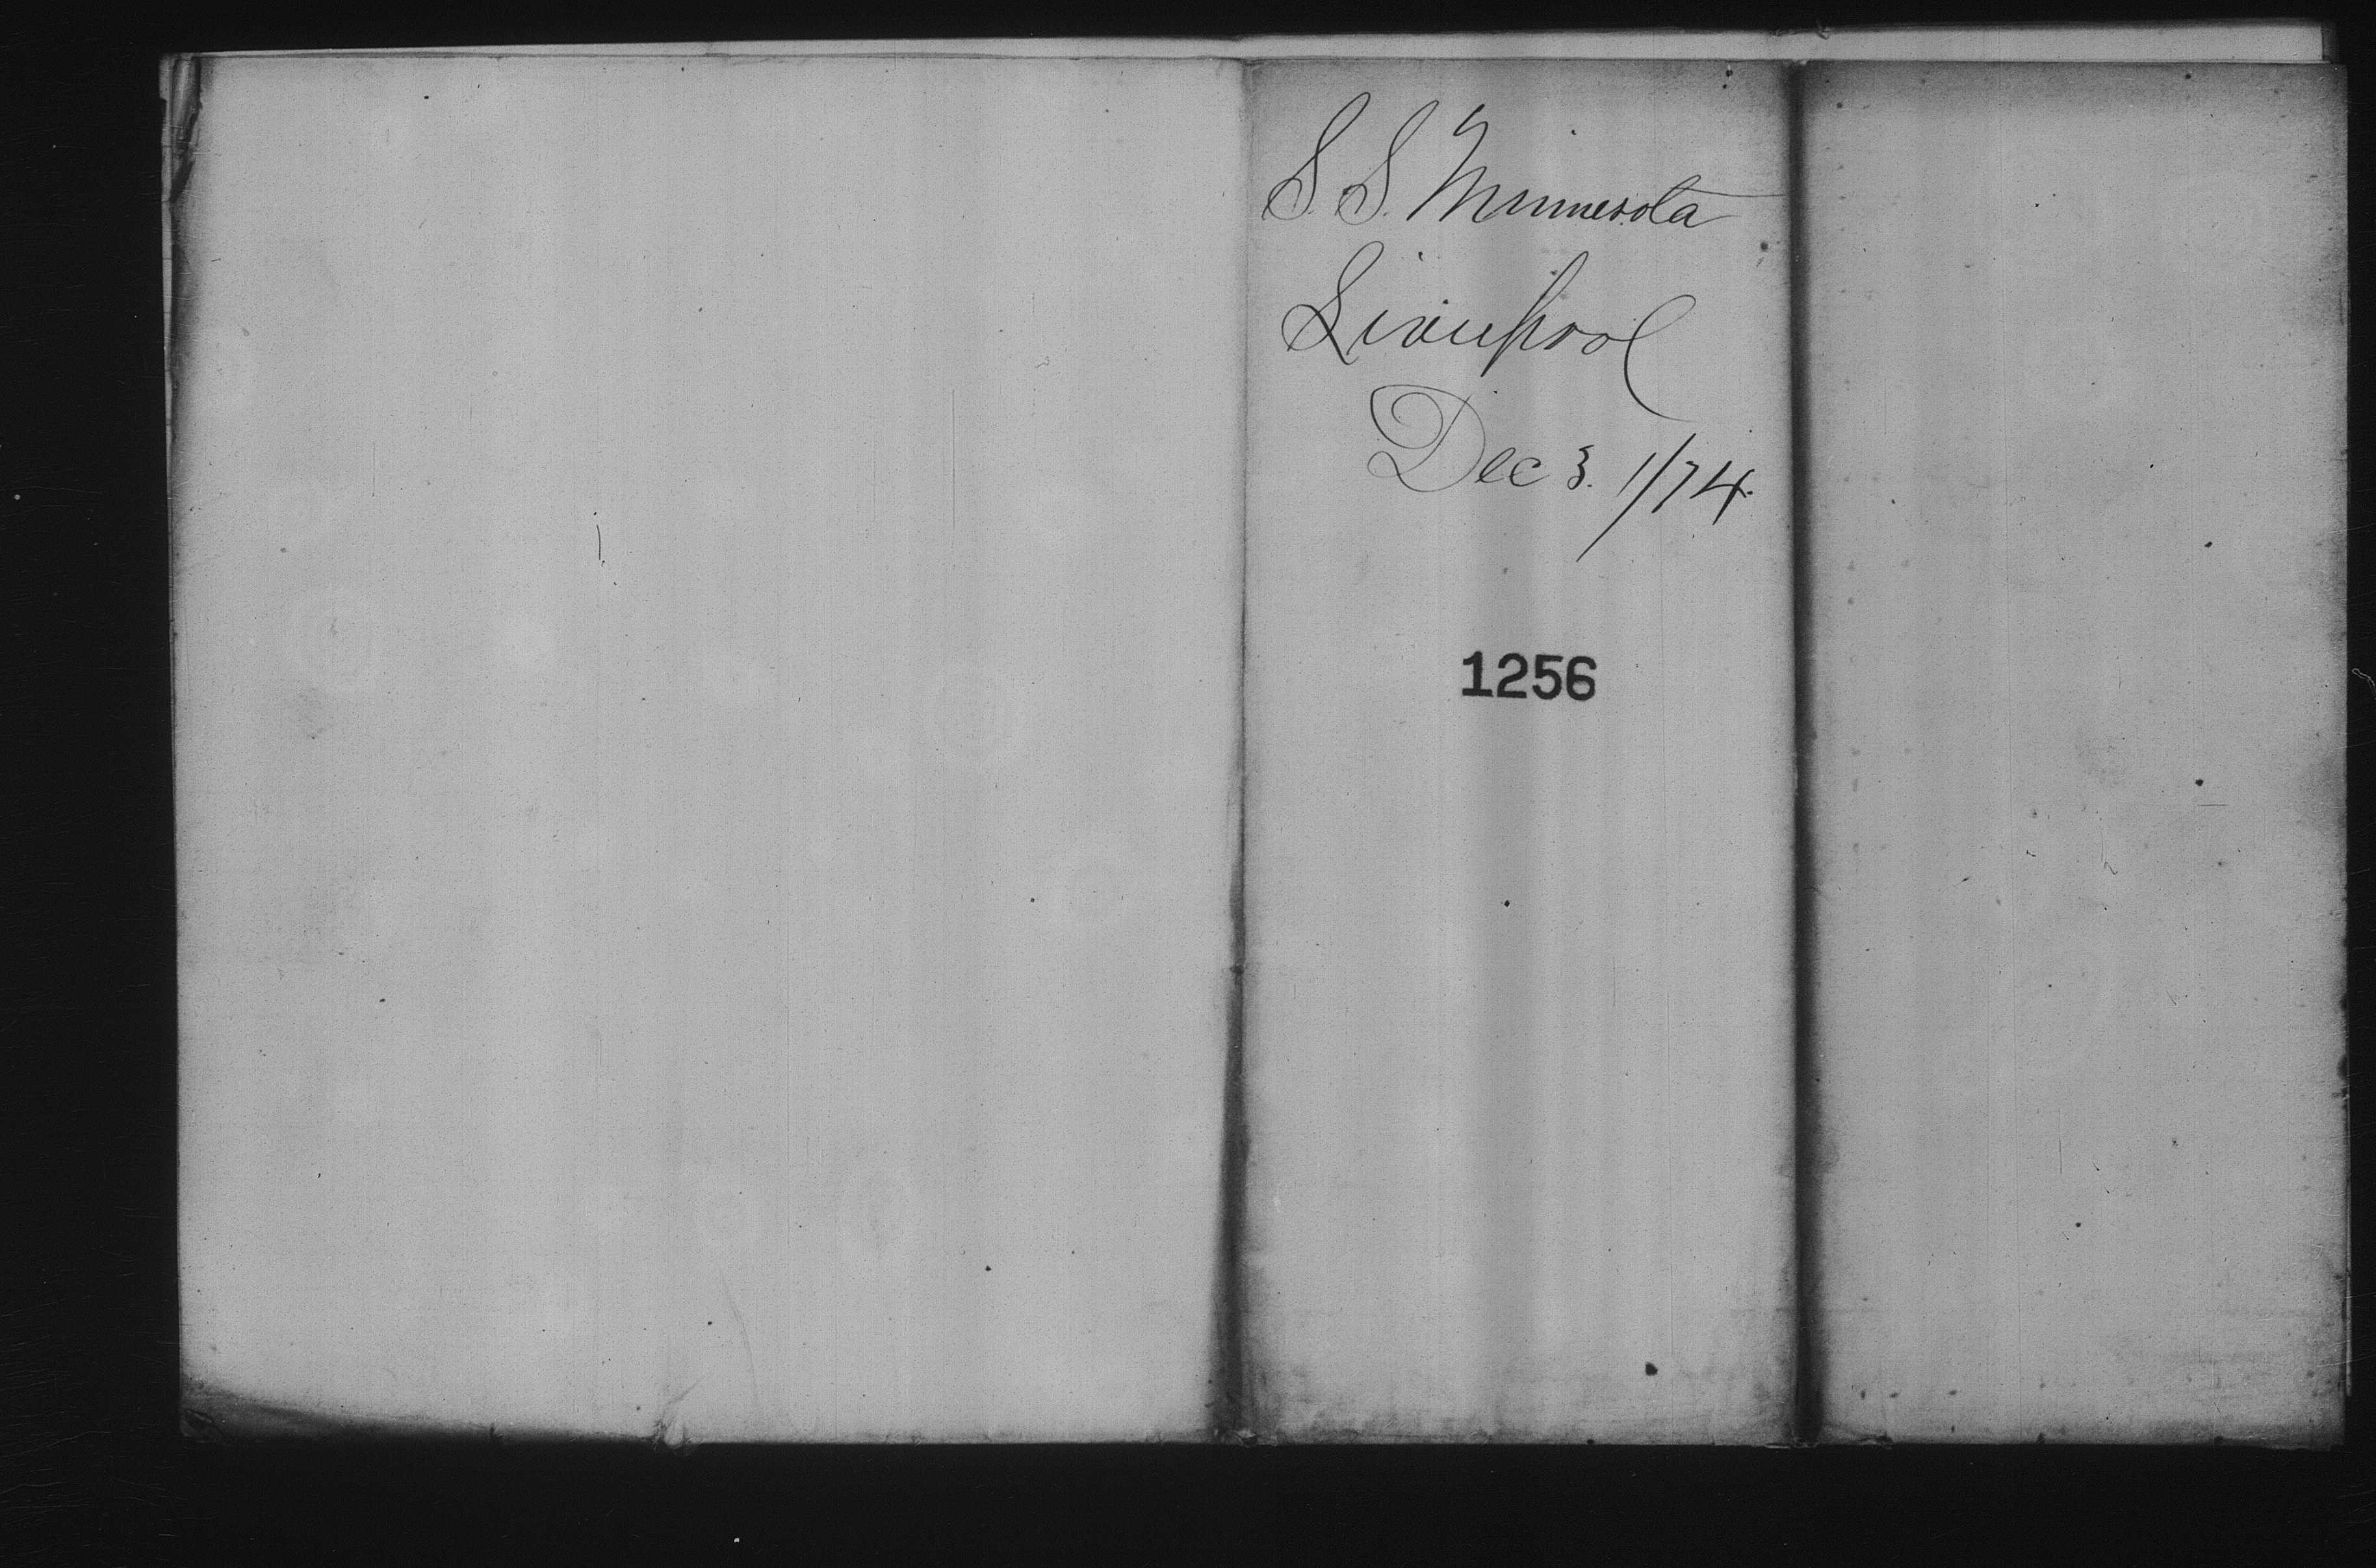 S.S. Minnesota
Liverpool
Dec 3. 1/74.
1256